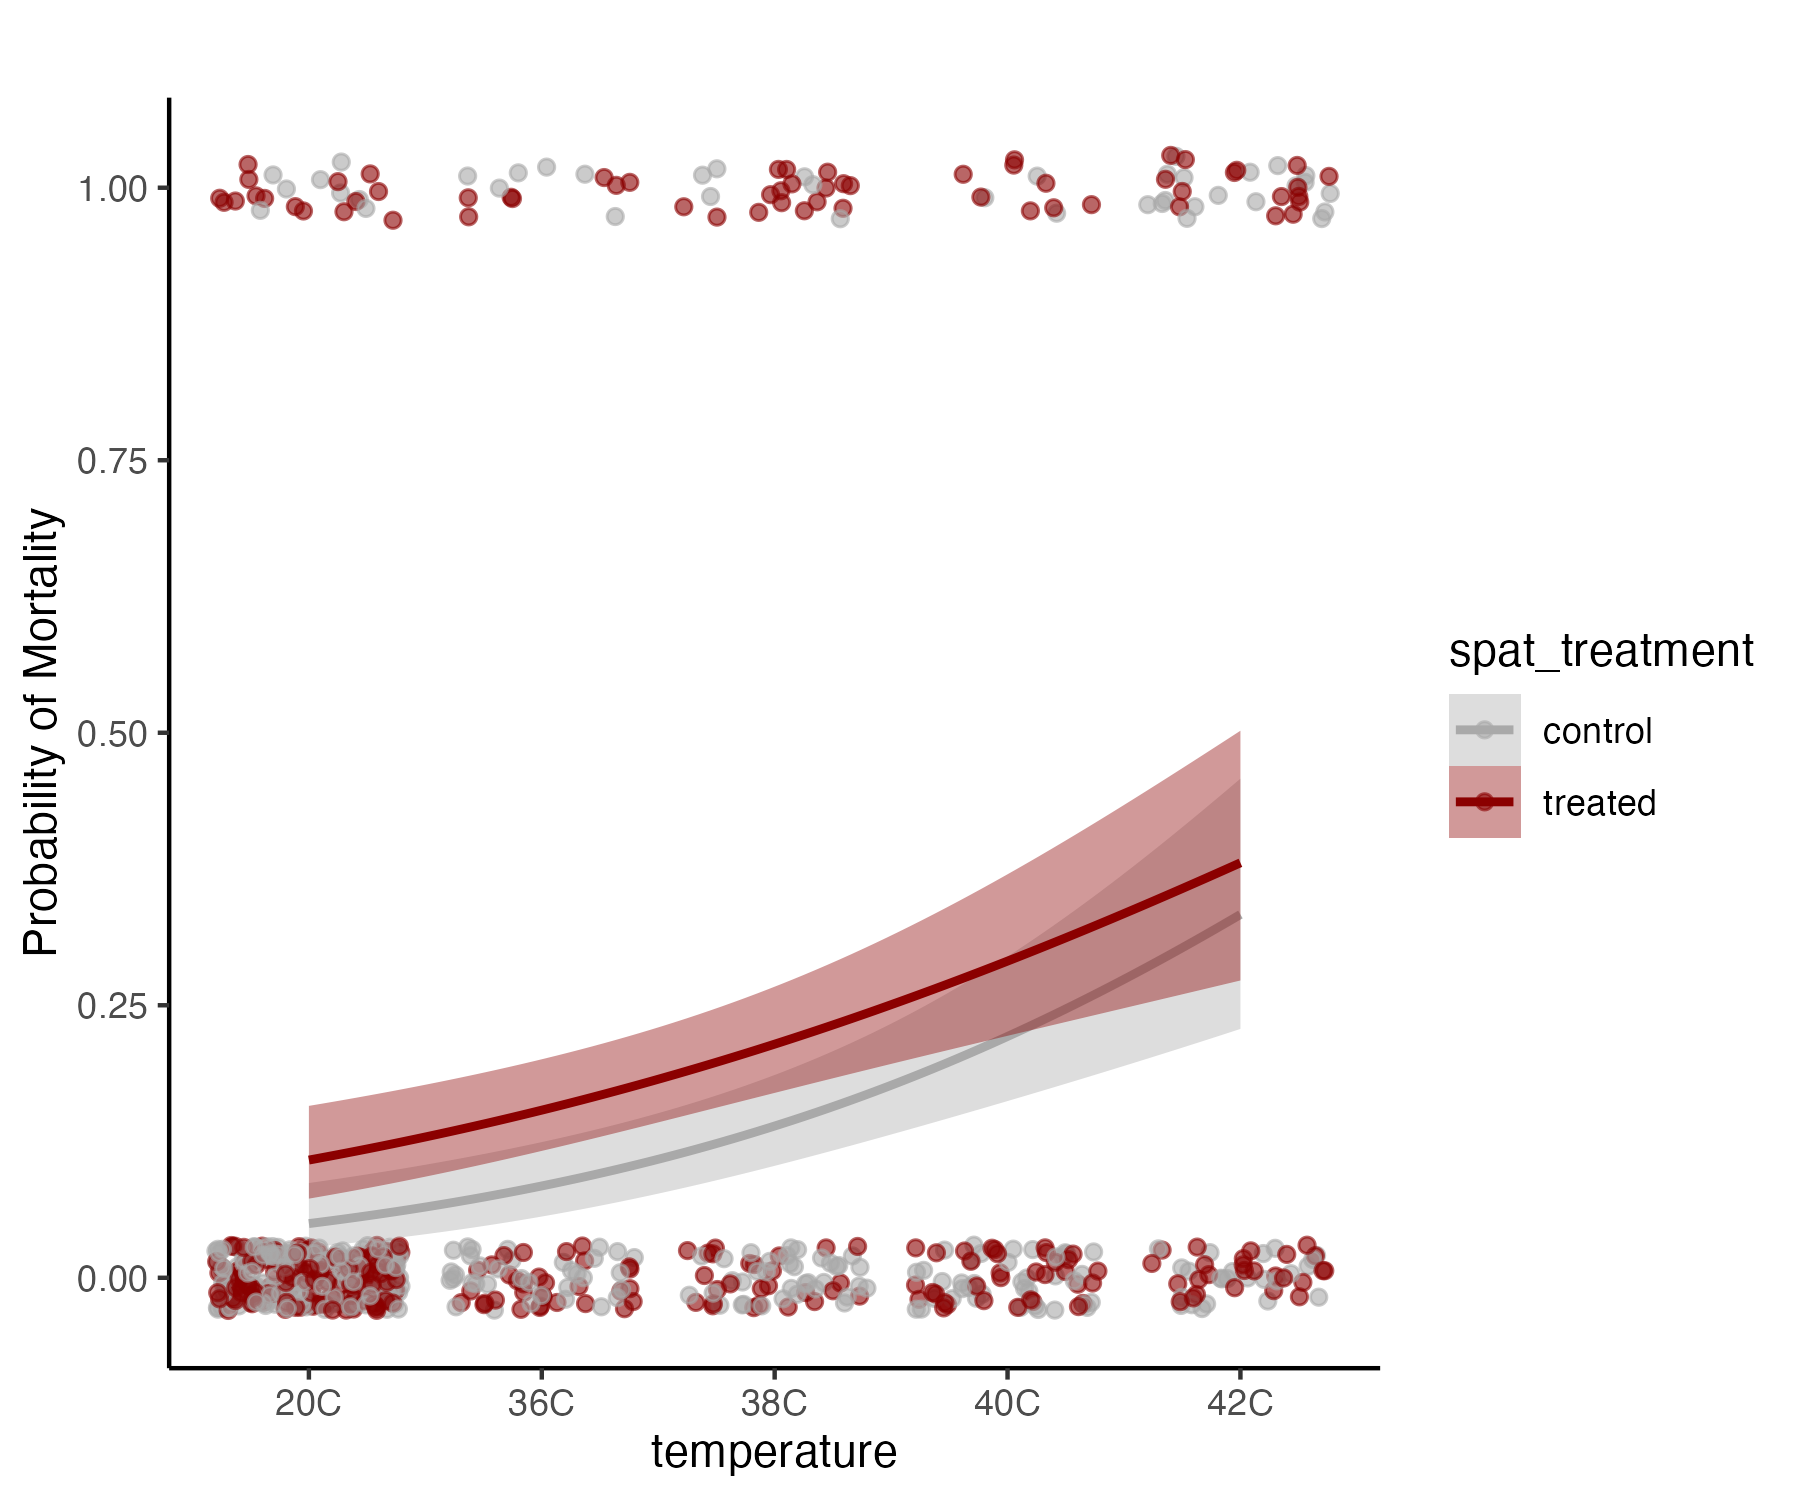 Probability of Mortality
1.00
0.75
0.50
0.25
0.00
20C 36C 38C 40C 42C
temperature
spat_treatment
control
treated